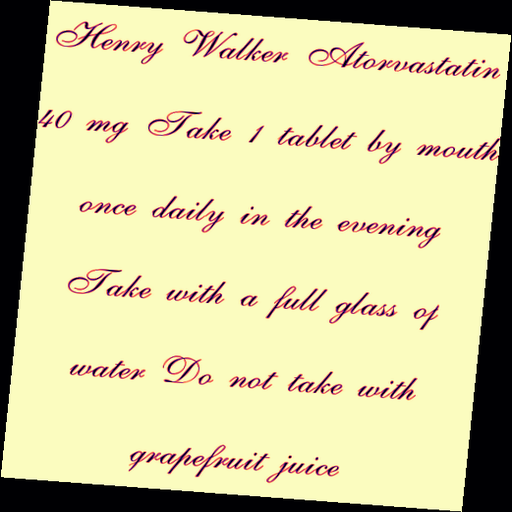 Henry Walker Atorvastatin
40 mg Take 1 tablet by mouth
once daily in the evening
Take with a full glass of
water Do not take with
grapefruit juice